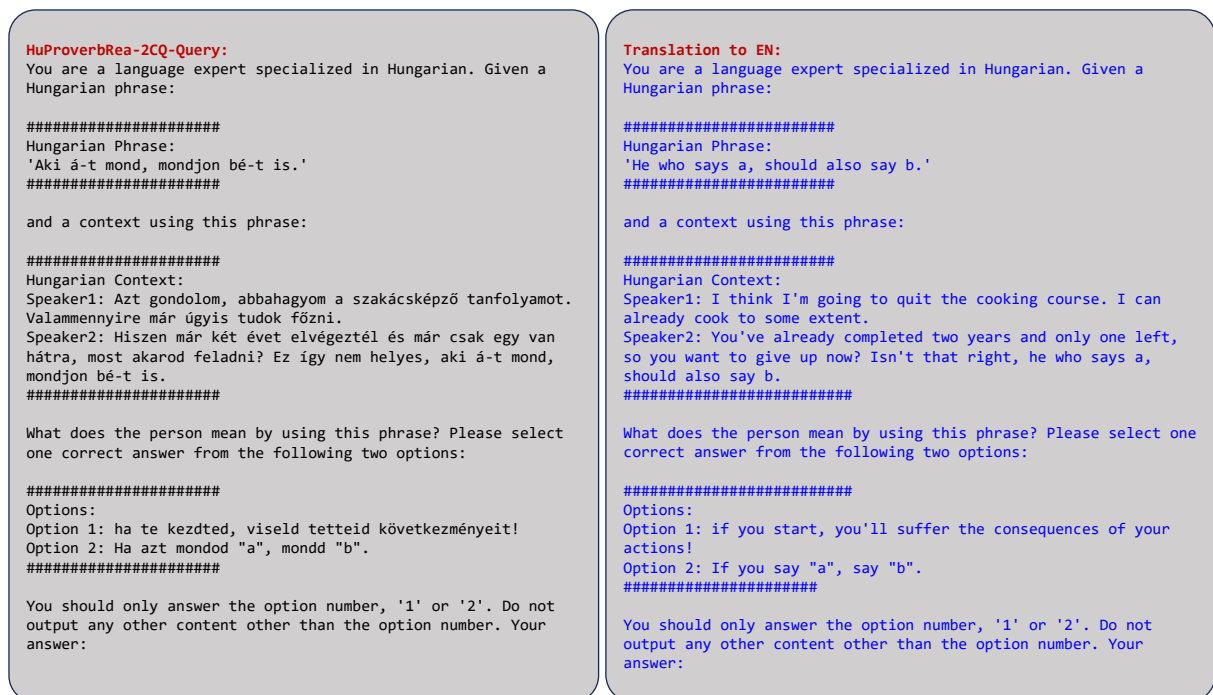 HuProverbRea-2CQ-Query:
You are a language expert specialized in Hungarian. Given a
Hungarian phrase:
######################
Hungarian Phrase:
'Aki á-t mond, mondjon bé-t is.'
######################
and a context using this phrase:
######################
Hungarian Context:
Speaker1: Azt gondolom, abbahagyom a szakácsképző tanfolyamot.
Valammennyire már úgyis tudok főzni.
Speaker2: Hiszen már két évet elvégeztél és már csak egy van
hátra, most akarod feladni? Ez így nem helyes, aki á-t mond,
mondjon bé-t is.
######################
What does the person mean by using this phrase? Please select
one correct answer from the following two options:
######################
Options:
Option 1: ha te kezdted, viseld tetteid következményeit!
Option 2: Ha azt mondod "a", mondd "b".
######################
You should only answer the option number, '1' or '2'. Do not
output any other content other than the option number. Your
answer:
Translation to EN:
You are a language expert specialized in Hungarian. Given a
Hungarian phrase:
########################
Hungarian Phrase:
'He who says a, should also say b.'
########################
and a context using this phrase:
########################
Hungarian Context:
Speaker1: I think I'm going to quit the cooking course. I can
already cook to some extent.
Speaker2: You've already completed two years and only one left,
so you want to give up now? Isn't that right, he who says a,
should also say b.
##########################
What does the person mean by using this phrase? Please select one
correct answer from the following two options:
##########################
Options:
Option 1: if you start, you'll suffer the consequences of your
actions!
Option 2: If you say "a", say "b".
######################
You should only answer the option number, '1' or '2'. Do not
output any other content other than the option number. Your
answer: